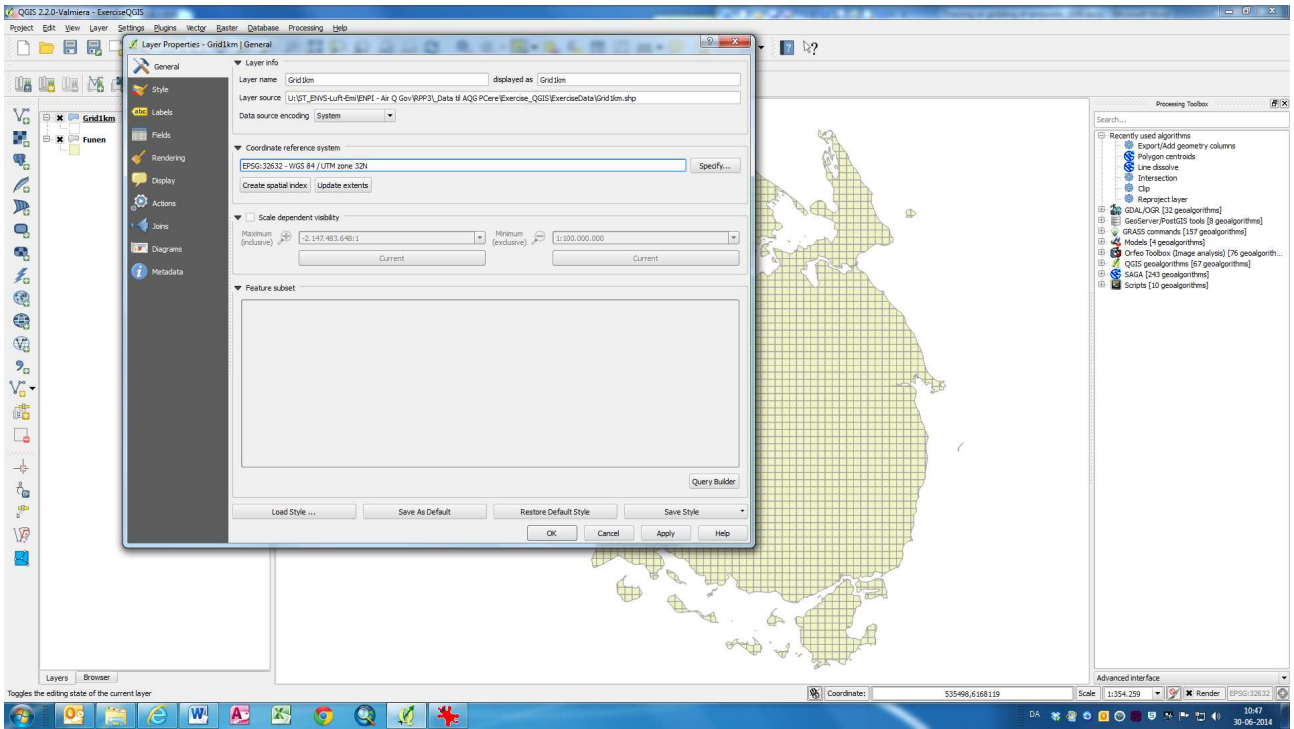 QGIS 2.2.0-Valmiera - ExerciseQGIS
Project Edit View Layer Settings Plugins Vector Raster Database Processing Help
Layer Properties - Grid1km | General
General
Style
Labels
Fields
Rendering
Display
Actions
Joins
Diagrams
Metadata
Layer info
Layer name Grid1km displayed as Grid1km
Layer source U:\ST_ENVS-Luft-Emi\ENPI - Air Q Gov\RPP3\_Data til AQG PCere\Exercise_QGIS\ExerciseData\Grid1km.shp
Data source encoding System
Coordinate reference system
EPSG:32632 - WGS 84 / UTM zone 32N Specify...
Create spatial index Update extents
Scale dependent visibility
Maximum (inclusive) -2.147.483.648:1 Minimum (exclusive) 1:100.000.000
Current Current
Feature subset
Query Builder
Load Style ... Save As Default Restore Default Style Save Style
OK Cancel Apply Help
Grid1km
Funen
Layers Browser
Processing Toolbox
Search...
Recently used algorithms
Export/Add geometry columns
Polygon centroids
Line dissolve
Intersection
Clip
Reproject layer
GDAL/OGR [32 geoalgorithms]
GeoServer/PostGIS tools [8 geoalgorithms]
GRASS commands [157 geoalgorithms]
Models [4 geoalgorithms]
Orfeo Toolbox (Image analysis) [76 geoalgorith...
QGIS geoalgorithms [67 geoalgorithms]
SAGA [243 geoalgorithms]
Scripts [10 geoalgorithms]
Advanced interface
Toggles the editing state of the current layer
Coordinate: 535498,6168119 Scale 1:354.259 Render EPSG:32632
DA
10:47
30-06-2014